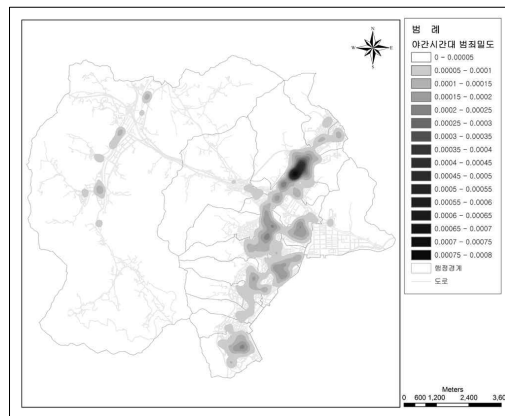 N
W
E
S
범 례
야간시간대 범죄밀도
0 - 0.00005
0.00005 - 0.0001
0.0001 - 0.00015
0.00015 - 0.0002
0.0002 - 0.00025
0.00025 - 0.0003
0.0003 - 0.00035
0.00035 - 0.0004
0.0004 - 0.00045
0.00045 - 0.0005
0.0005 - 0.00055
0.00055 - 0.0006
0.0006 - 0.00065
0.00065 - 0.0007
0.0007 - 0.00075
0.00075 - 0.0008
행정경계
도로
Meters
0 600 1,200 2,400 3,60